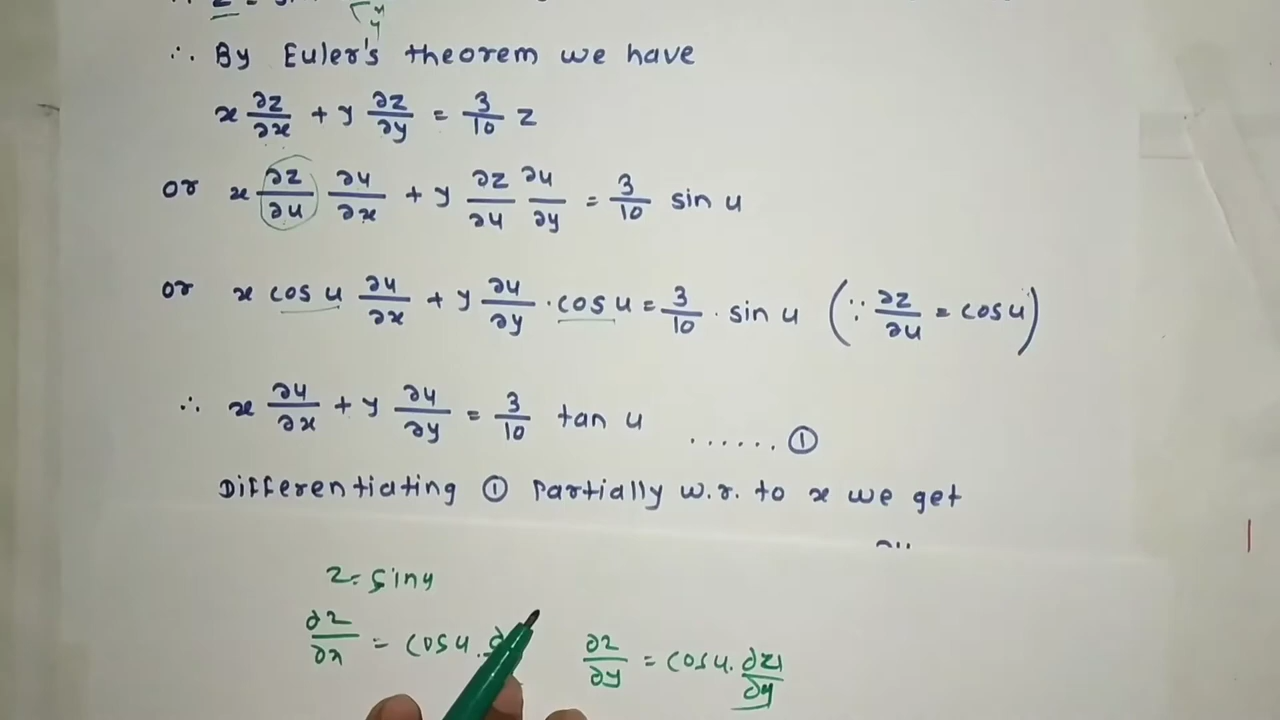 ∴ By Euler's theorem we have
x ∂z/∂x + y ∂z/∂y = 3/10 z
or x ∂z/∂u ∂u/∂x + y ∂z/∂u ∂u/∂y = 3/10 sin u
or x cos u ∂u/∂x + y ∂u/∂y · cos u = 3/10 · sin u (∵ ∂z/∂u = cos u)
∴ x ∂u/∂x + y ∂u/∂y = 3/10 tan u ...... ①
Differentiating ① Partially w.r. to x we get
z = sin u
∂z/∂x = cos u · ∂z/∂y = cos u · ∂u/∂y